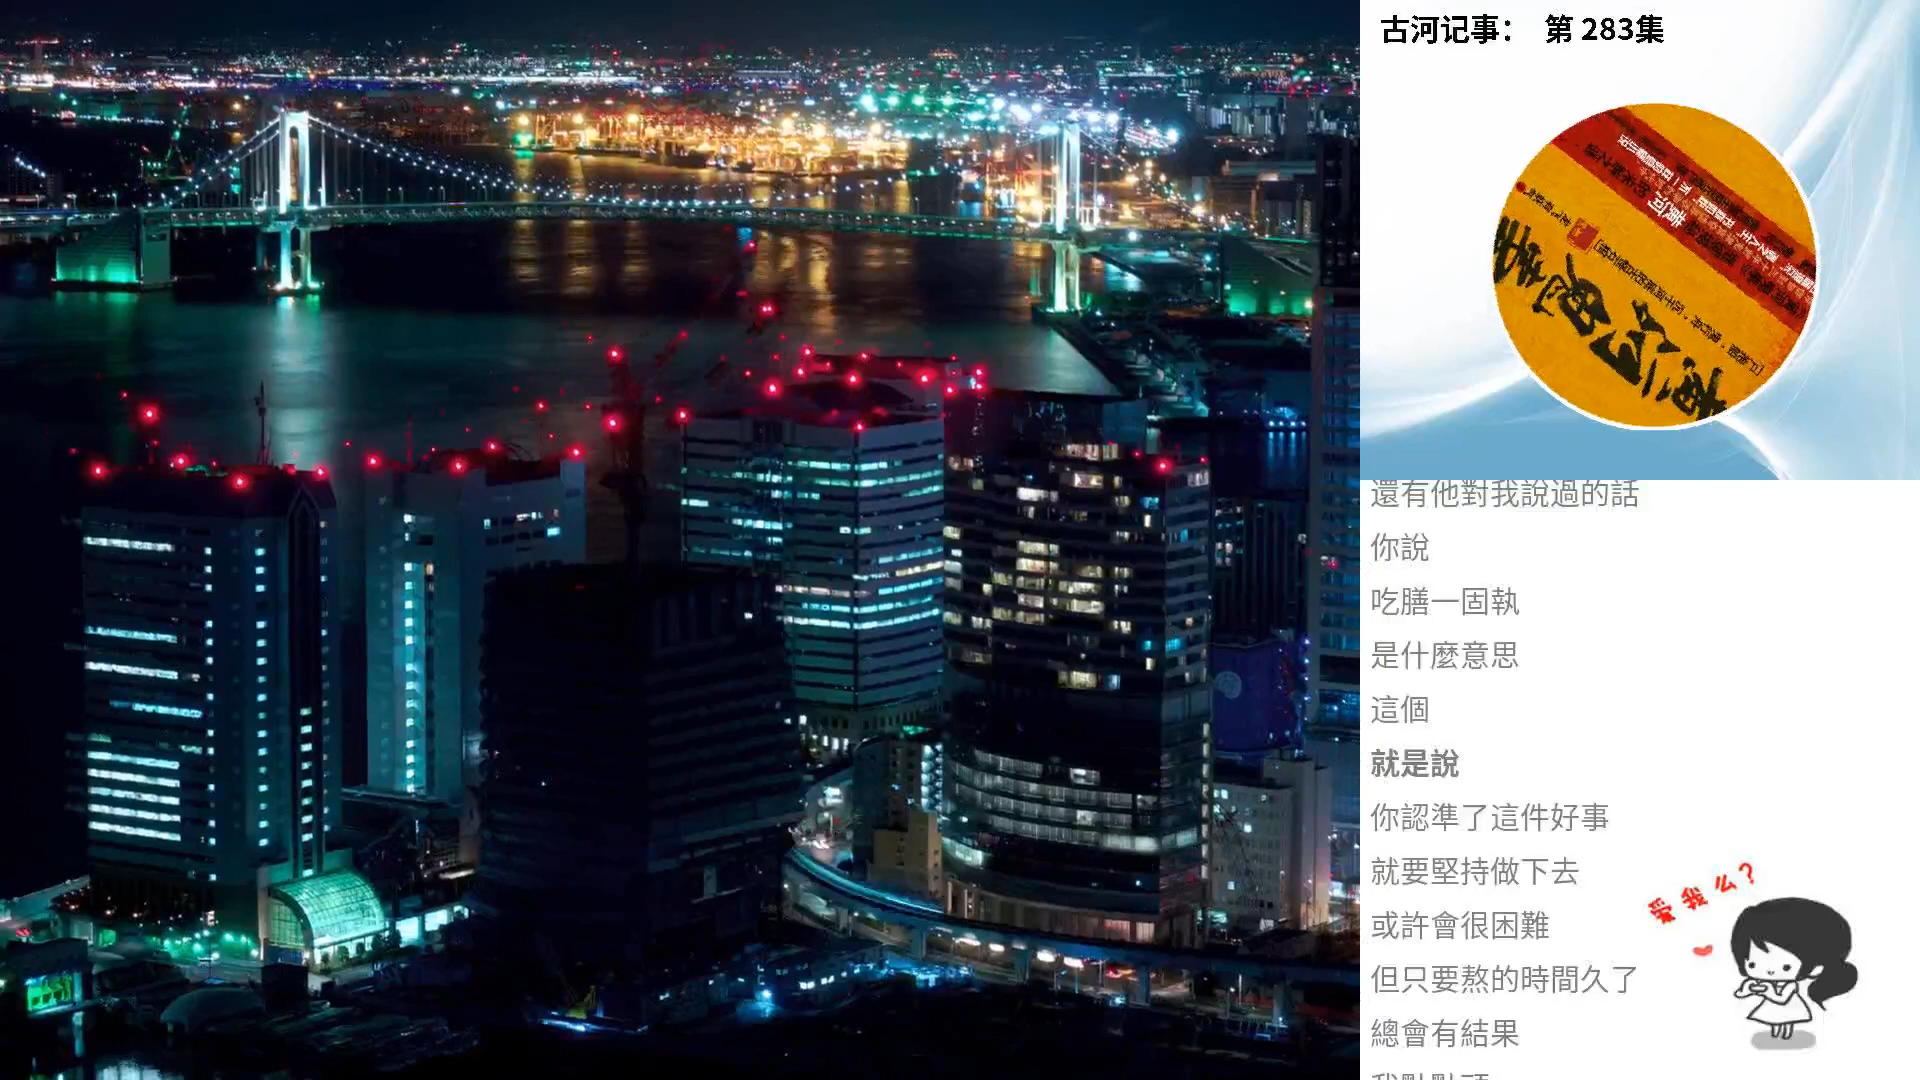 古河记事： 第 283集
還有他對我說過的話
你說
吃膳一固執
是什麼意思
這個
就是說
你認準了這件好事
就要堅持做下去
或許會很困難
但只要熬的時間久了
總會有結果
爱我么?